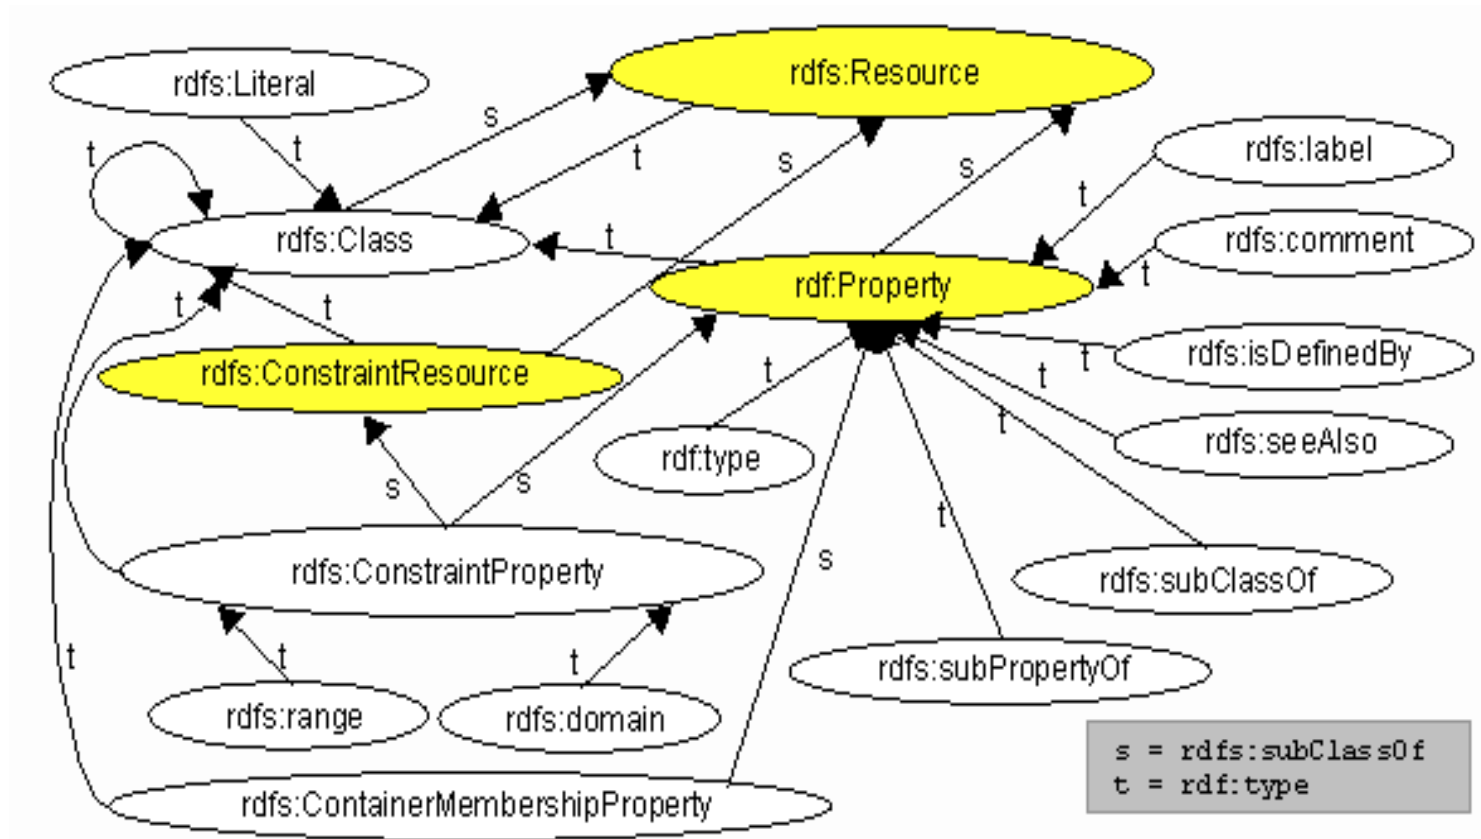 rdfs:Literal
rdfs:Resource
s
t
t
t
s
s
rdfs:label
t
rdfs:Class
t
rdfs:comment
t
rdf:Property
t
t
rdfs:ConstraintResource
t
rdfs:isDefinedBy
t
t
rdfs:seeAlso
t
rdf:type
s
s
t
rdfs:ConstraintProperty
s
rdfs:subClassOf
t
t
t
rdfs:subPropertyOf
rdfs:range
rdfs:domain
rdfs:ContainerMembershipProperty
s = rdfs:subClassOf
t = rdf:type